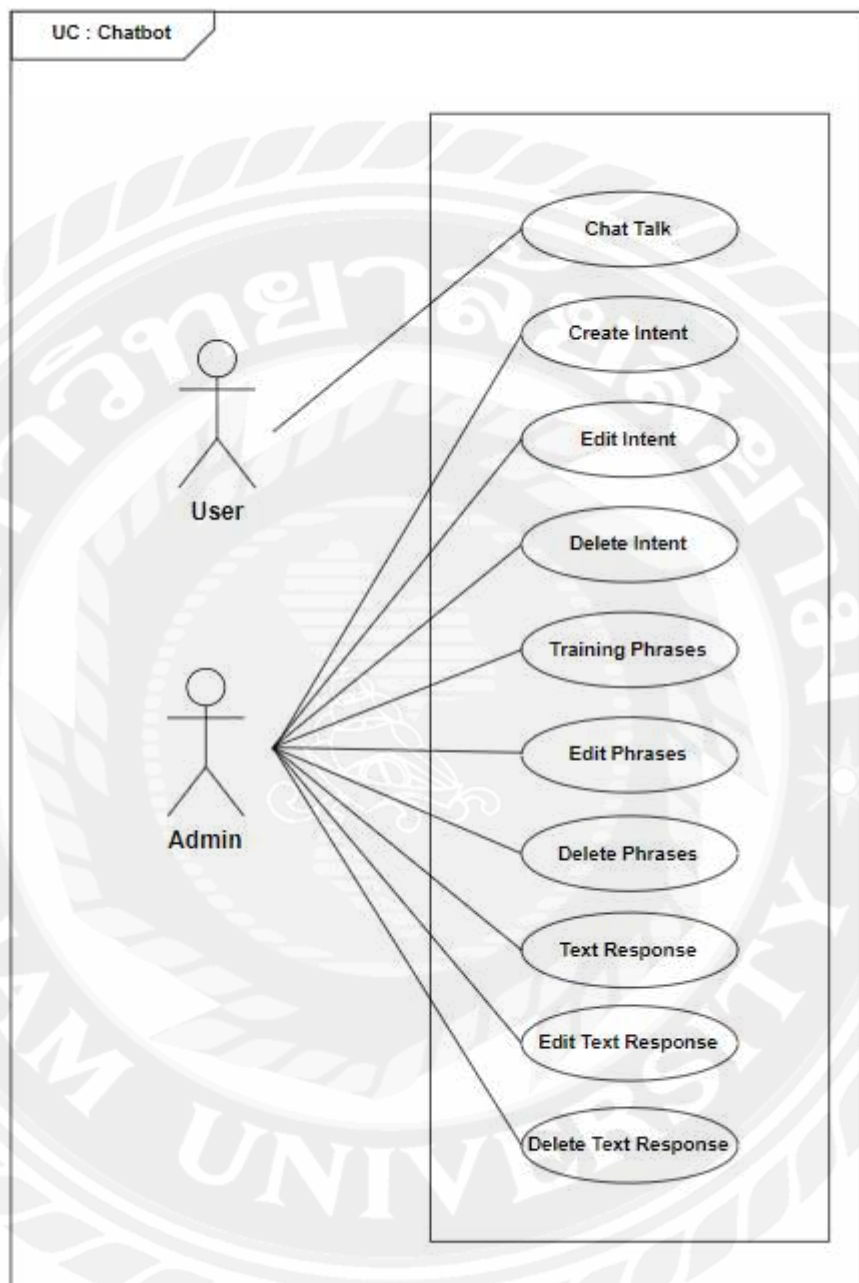 UC : Chatbot
Chat Talk
Create Intent
Edit Intent
Delete Intent
Training Phrases
Edit Phrases
Delete Phrases
Text Response
Edit Text Response
Delete Text Response
User
Admin
UNIVERSITY